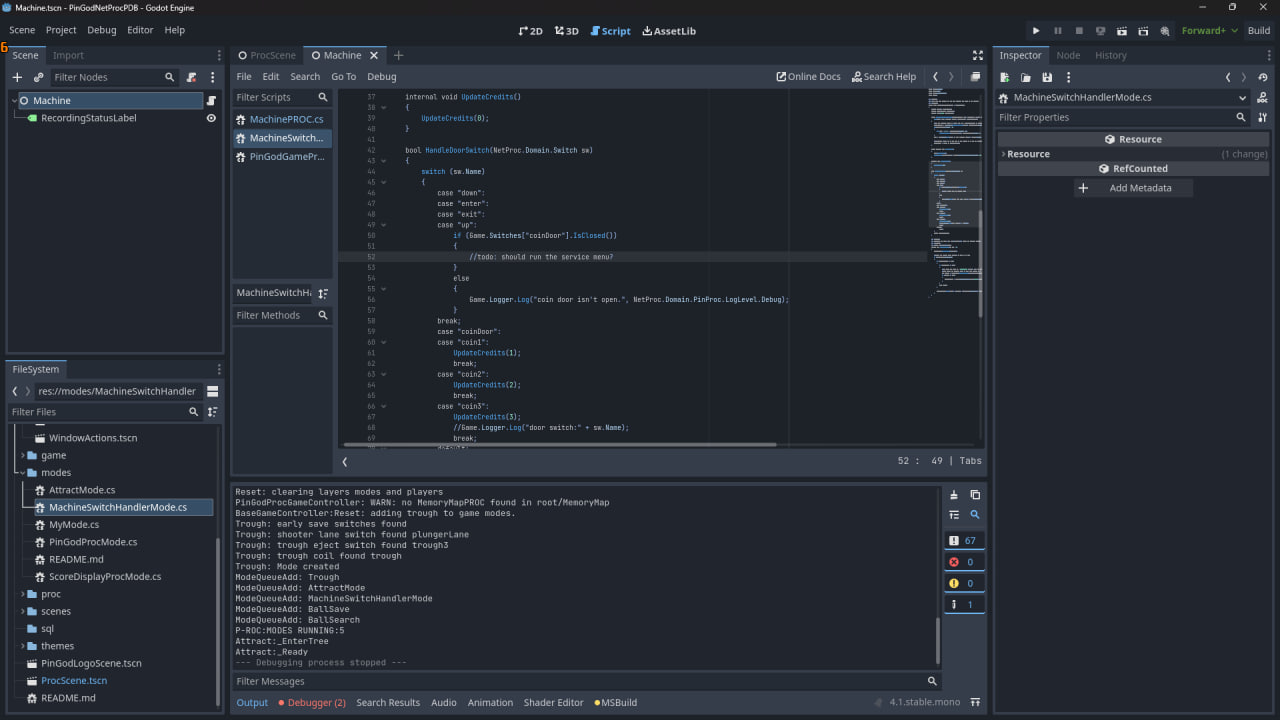 Machine.tscn - PinGodNetProcPDB - Godot Engine
Scene Project Debug Editor Help
2D 3D Script AssetLib
Forward+ Build
6
Scene Import
Filter Nodes
Machine
RecordingStatusLabel
FileSystem
res://modes/MachineSwitchHandler
Filter Files
WindowActions.tscn
game
modes
AttractMode.cs
MachineSwitchHandlerMode.cs
MyMode.cs
PinGodProcMode.cs
README.md
ScoreDisplayProcMode.cs
proc
scenes
sql
themes
PinGodLogoScene.tscn
ProcScene.tscn
README.md
ProcScene Machine
File Edit Search Go To Debug
Online Docs Search Help
Filter Scripts
MachinePROC.cs
MachineSwitch...
PinGodGamePr...
MachineSwitchHa
Filter Methods
37 internal void UpdateCredits()
38 {
39 UpdateCredits(0);
40 }
41
42 bool HandleDoorSwitch(NetProc.Domain.Switch sw)
43 {
44 switch (sw.Name)
45 {
46 case "down":
47 case "enter":
48 case "exit":
49 case "up":
50 if (Game.Switches["coinDoor"].IsClosed())
51 {
52 //todo: should run the service menu?
53 }
54 else
55 {
56 Game.Logger.Log("coin door isn't open.", NetProc.Domain.PinProc.LogLevel.Debug);
57 }
58 break;
59 case "coinDoor":
60 case "coin1":
61 UpdateCredits(1);
62 break;
63 case "coin2":
64 UpdateCredits(2);
65 break;
66 case "coin3":
67 UpdateCredits(3);
68 //Game.Logger.Log("door switch:" + sw.Name);
69 break;
52 : 49 | Tabs
Reset: clearing layers modes and players
PinGodProcGameController: WARN: no MemoryMapPROC found in root/MemoryMap
BaseGameController:Reset: adding trough to game modes.
Trough: early save switches found
Trough: shooter lane switch found plungerLane
Trough: trough eject switch found trough3
Trough: trough coil found trough
Trough: Mode created
ModeQueueAdd: Trough
ModeQueueAdd: AttractMode
ModeQueueAdd: MachineSwitchHandlerMode
ModeQueueAdd: BallSave
ModeQueueAdd: BallSearch
P-ROC:MODES RUNNING:5
Attract:_EnterTree
Attract:_Ready
--- Debugging process stopped ---
67
0
0
1
Filter Messages
Output Debugger (2) Search Results Audio Animation Shader Editor MSBuild
4.1.stable.mono
Inspector Node History
MachineSwitchHandlerMode.cs
Filter Properties
Resource
Resource (1 change)
RefCounted
Add Metadata